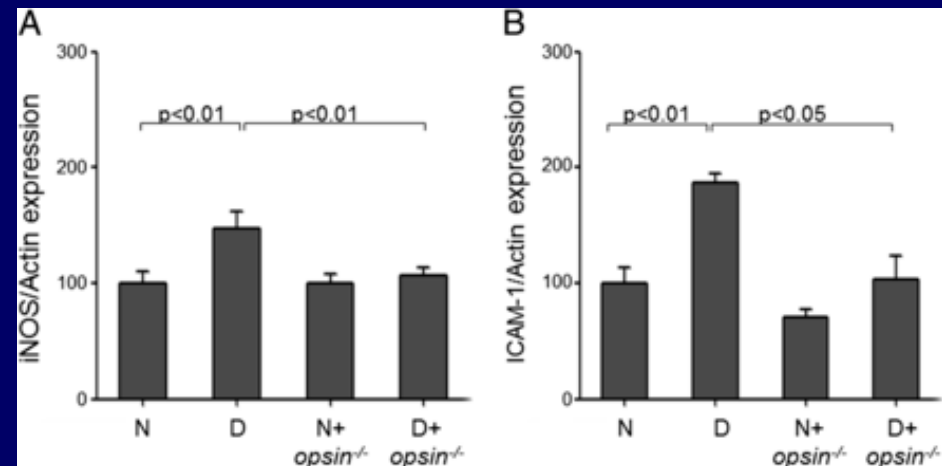 A
iNOS/Actin expression
300
200
100
0
p<0.01
p<0.01
N
D
N+
opsin-/-
D+
opsin-/-
B
ICAM-1/Actin expression
300
200
100
0
p<0.01
p<0.05
N
D
N+
opsin-/-
D+
opsin-/-